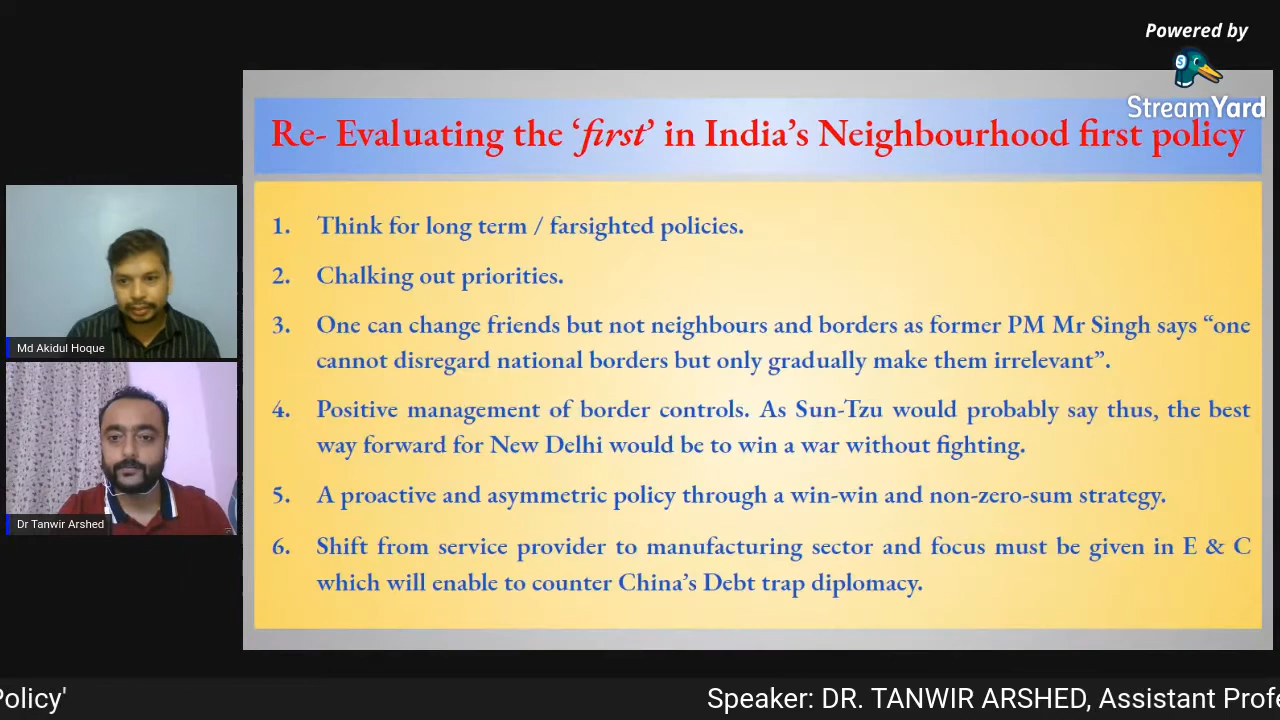 Powered by
StreamYard
Re- Evaluating the ‘first’ in India’s Neighbourhood first policy
1. Think for long term / farsighted policies.
2. Chalking out priorities.
3. One can change friends but not neighbours and borders as former PM Mr Singh says “one
cannot disregard national borders but only gradually make them irrelevant”.
4. Positive management of border controls. As Sun-Tzu would probably say thus, the best
way forward for New Delhi would be to win a war without fighting.
5. A proactive and asymmetric policy through a win-win and non-zero-sum strategy.
6. Shift from service provider to manufacturing sector and focus must be given in E & C
which will enable to counter China’s Debt trap diplomacy.
Md Akidul Hoque
Dr Tanwir Arshed
Policy' Speaker: DR. TANWIR ARSHED, Assistant Profe